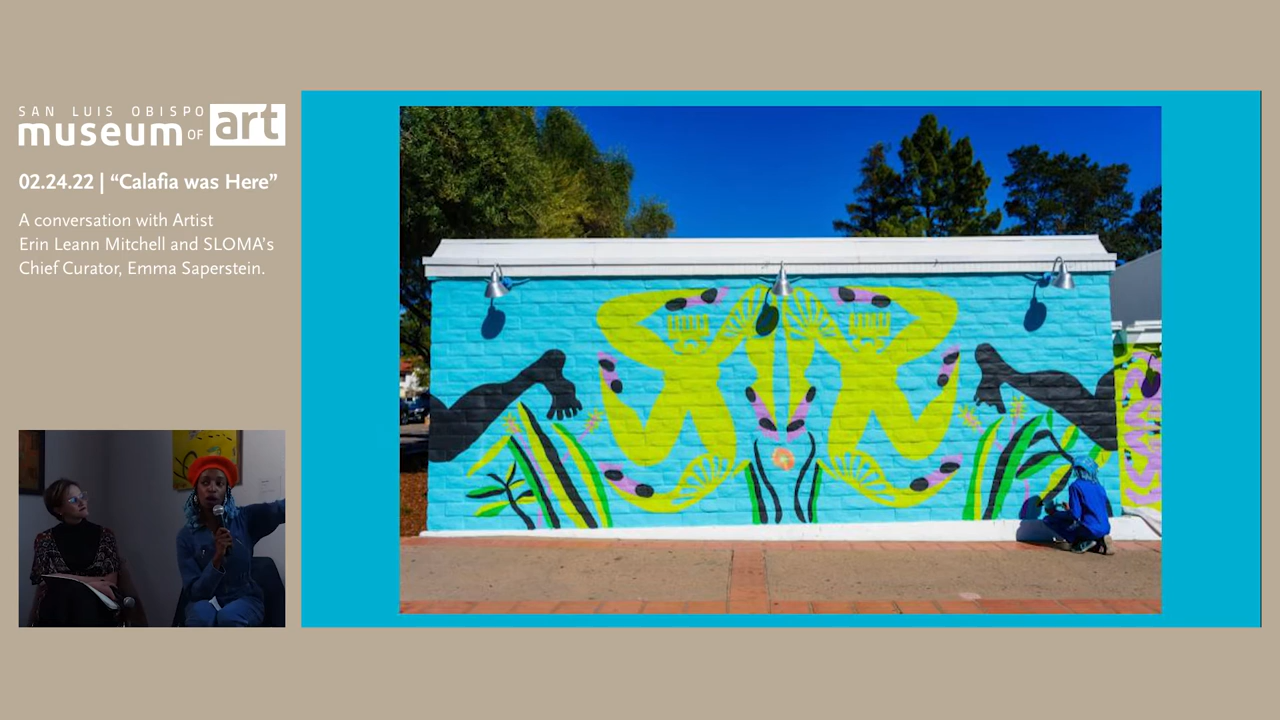 SAN LUIS OBISPO
museum OF art
02.24.22 | “Calafia was Here”
A conversation with Artist
Erin Leann Mitchell and SLOMA’s
Chief Curator, Emma Saperstein.